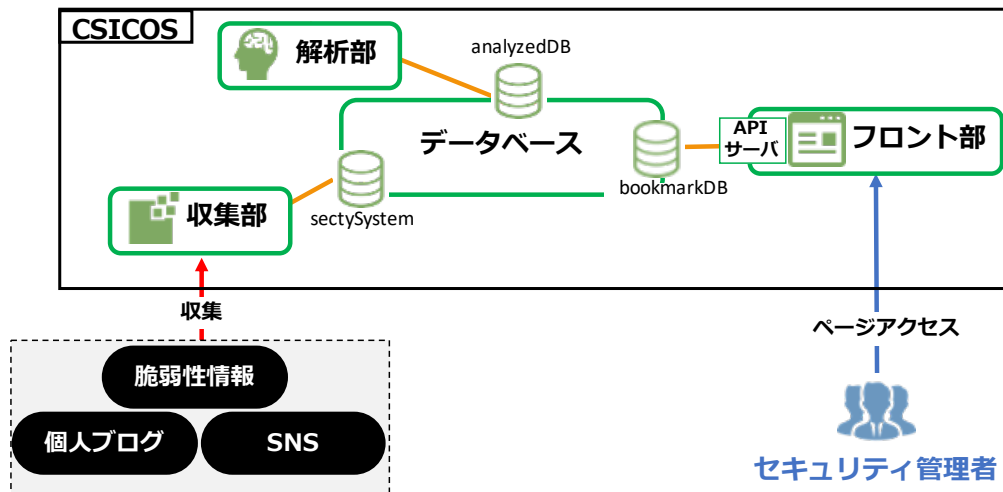 CSICOS
解析部
analyzedDB
データベース
API
サーバ
フロント部
bookmarkDB
収集部
sectySystem
収集
ページアクセス
脆弱性情報
個人ブログ
SNS
セキュリティ管理者